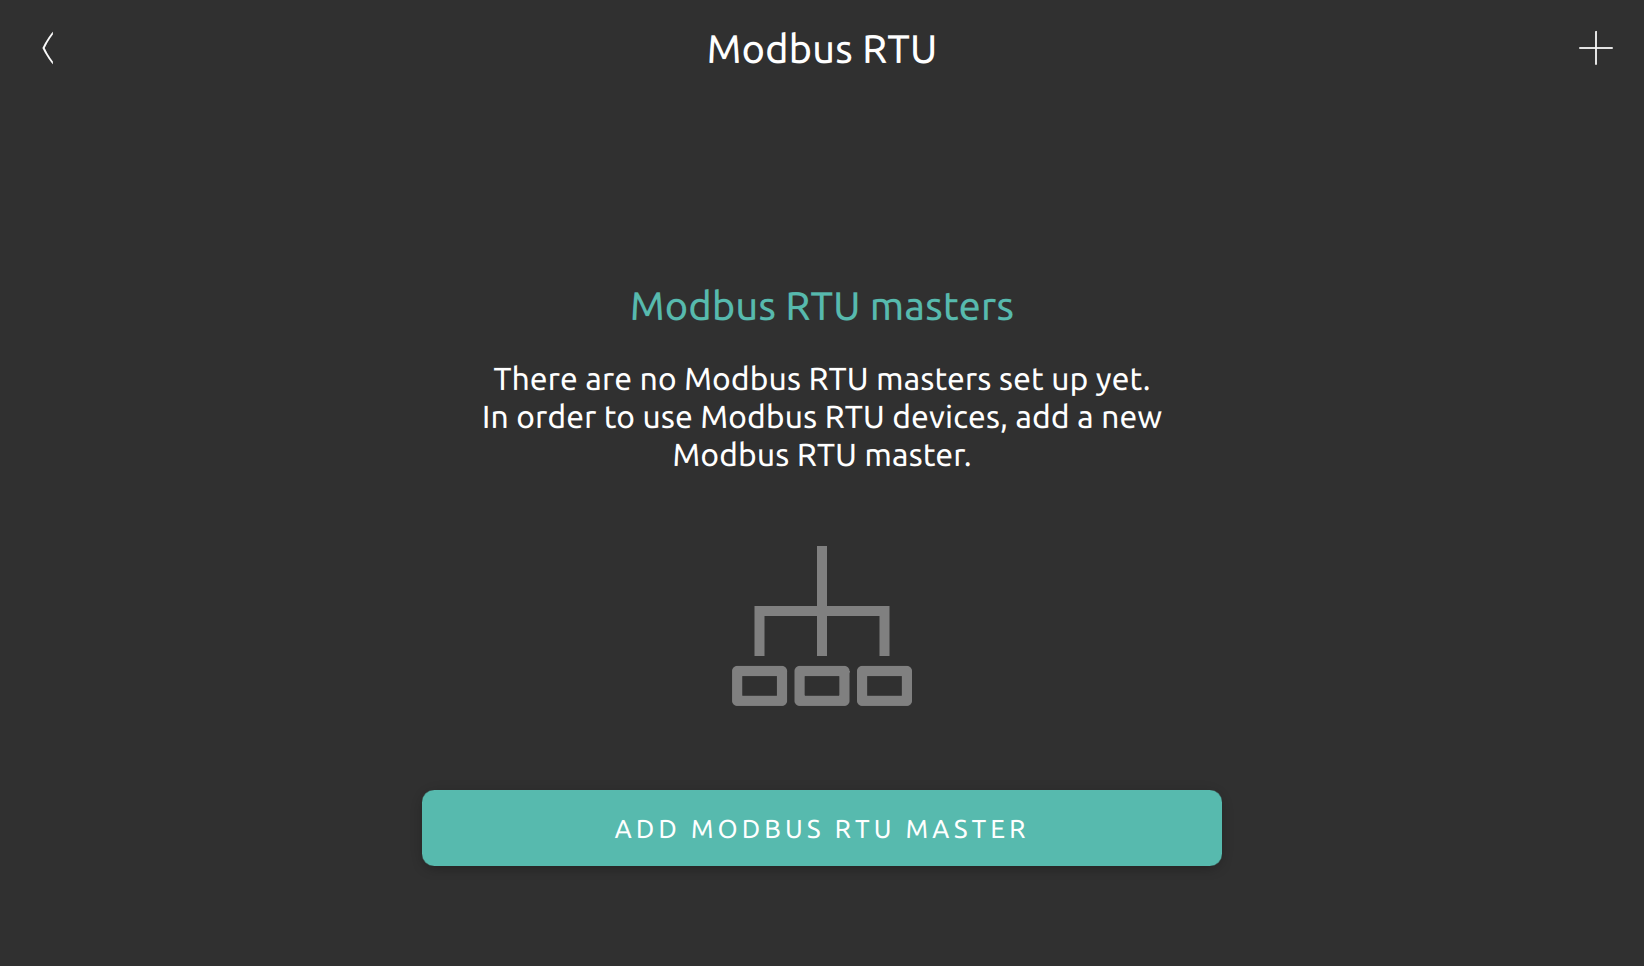 Modbus RTU
Modbus RTU masters
There are no Modbus RTU masters set up yet.
In order to use Modbus RTU devices, add a new
Modbus RTU master.
ADD MODBUS RTU MASTER